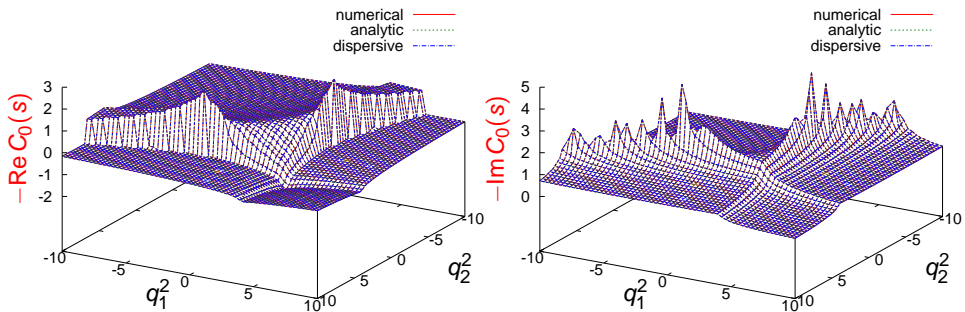 numerical
analytic
dispersive
−Re C₀(s)
3
2
1
0
-1
-2
-10
-5
0
5
10
q₁²
-10
-5
0
5
q₂²
numerical
analytic
dispersive
−Im C₀(s)
5
4
3
2
1
0
-10
-5
0
5
10
q₁²
-10
-5
0
5
q₂²